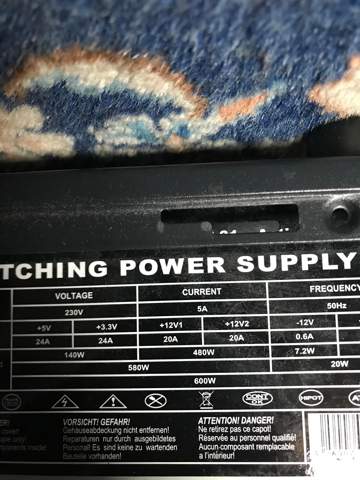 TCHING POWER SUPPLY
VOLTAGE CURRENT FREQUENCY
230V 5A 50Hz
+5V +3.3V +12V1 +12V2 -12V
24A 24A 20A 20A 0.6A
140W 480W 7.2W
580W 20W
600W
HIPOT
VORSICHT! GEFAHR!
Gehäuseabdeckung nicht entfernen!
Reparaturen nur durch ausgebildetes
Personal! Es sind keine zu wartenden
Bauteile vorhanden!
ATTENTION! DANGER!
Ne retirez pas ce capot!
Réservée au personnel qualifié!
Aucun composant remplacable
a l'interieur!